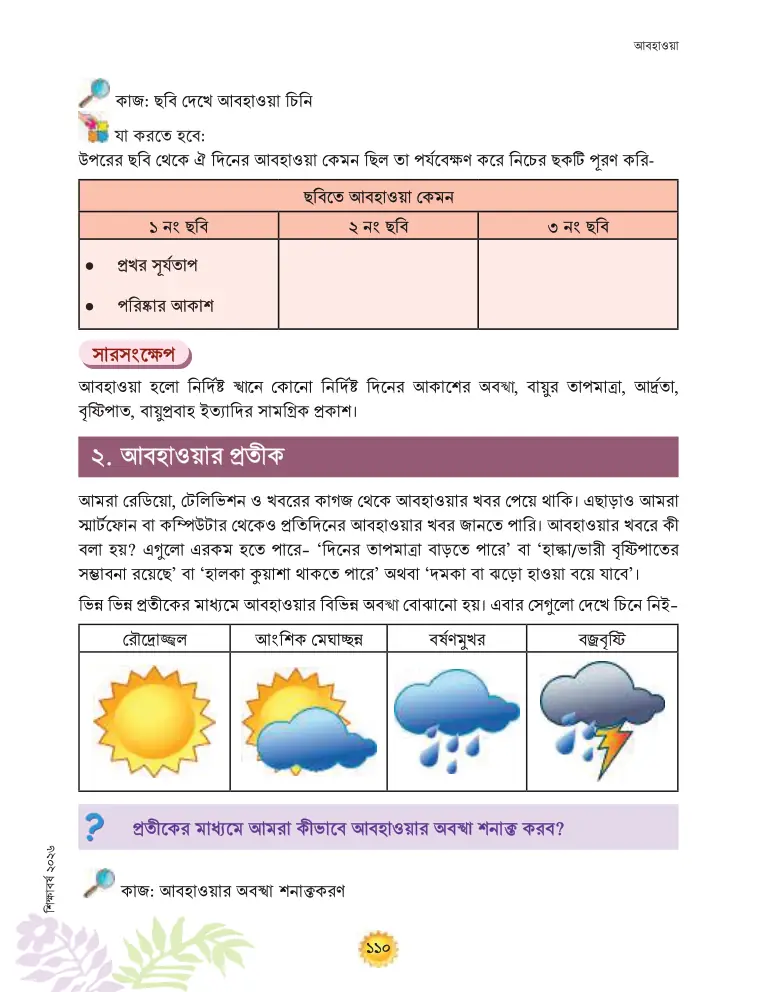 আবহাওয়া
কাজ: ছবি দেখে আবহাওয়া চিনি
যা করতে হবে:
উপরের ছবি থেকে ঐ দিনের আবহাওয়া কেমন ছিল তা পর্যবেক্ষণ করে নিচের ছকটি পূরণ করি-
ছবিতে আবহাওয়া কেমন
১ নং ছবি ২ নং ছবি ৩ নং ছবি
● প্রখর সূর্যতাপ
● পরিষ্কার আকাশ
সারসংক্ষেপ
আবহাওয়া হলো নির্দিষ্ট স্থানে কোনো নির্দিষ্ট দিনের আকাশের অবস্থা, বায়ুর তাপমাত্রা, আর্দ্রতা,
বৃষ্টিপাত, বায়ুপ্রবাহ ইত্যাদির সামগ্রিক প্রকাশ।
২. আবহাওয়ার প্রতীক
আমরা রেডিয়ো, টেলিভিশন ও খবরের কাগজ থেকে আবহাওয়ার খবর পেয়ে থাকি। এছাড়াও আমরা
স্মার্টফোন বা কম্পিউটার থেকেও প্রতিদিনের আবহাওয়ার খবর জানতে পারি। আবহাওয়ার খবরে কী
বলা হয়? এগুলো এরকম হতে পারে- ‘দিনের তাপমাত্রা বাড়তে পারে’ বা ‘হাল্কা/ভারী বৃষ্টিপাতের
সম্ভাবনা রয়েছে’ বা ‘হালকা কুয়াশা থাকতে পারে’ অথবা ‘দমকা বা ঝড়ো হাওয়া বয়ে যাবে’।
ভিন্ন ভিন্ন প্রতীকের মাধ্যমে আবহাওয়ার বিভিন্ন অবস্থা বোঝানো হয়। এবার সেগুলো দেখে চিনে নিই-
রৌদ্রোজ্জ্বল আংশিক মেঘাচ্ছন্ন বর্ষণমুখর বজ্রবৃষ্টি
? প্রতীকের মাধ্যমে আমরা কীভাবে আবহাওয়ার অবস্থা শনাক্ত করব?
কাজ: আবহাওয়ার অবস্থা শনাক্তকরণ
শিক্ষাবর্ষ ২০২৬
১১০